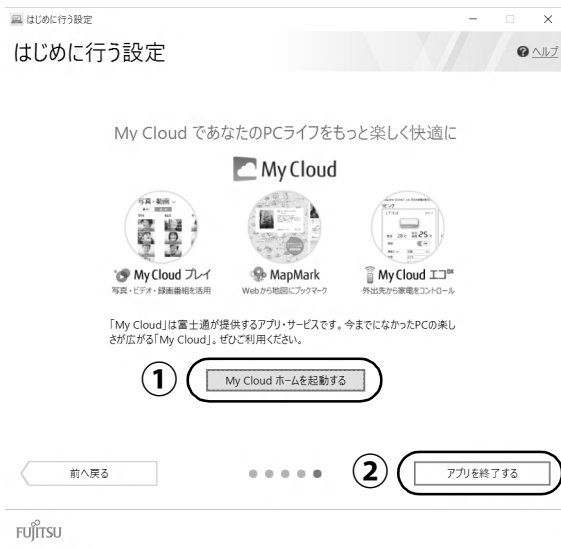 はじめに行う設定
はじめに行う設定
ヘルプ
My Cloud であなたのPCライフをもっと楽しく快適に
My Cloud
写真・動画
My Cloud プレイ
MapMark
My Cloud エコDX
写真・ビデオ・録画番組を活用
Webから地図にブックマーク
外出先から家電をコントロール
「My Cloud」は富士通が提供するアプリ・サービスです。今までになかったPCの楽し
さが広がる「My Cloud」。ぜひご利用ください。
① My Cloud ホームを起動する
前へ戻る
② アプリを終了する
FUJITSU